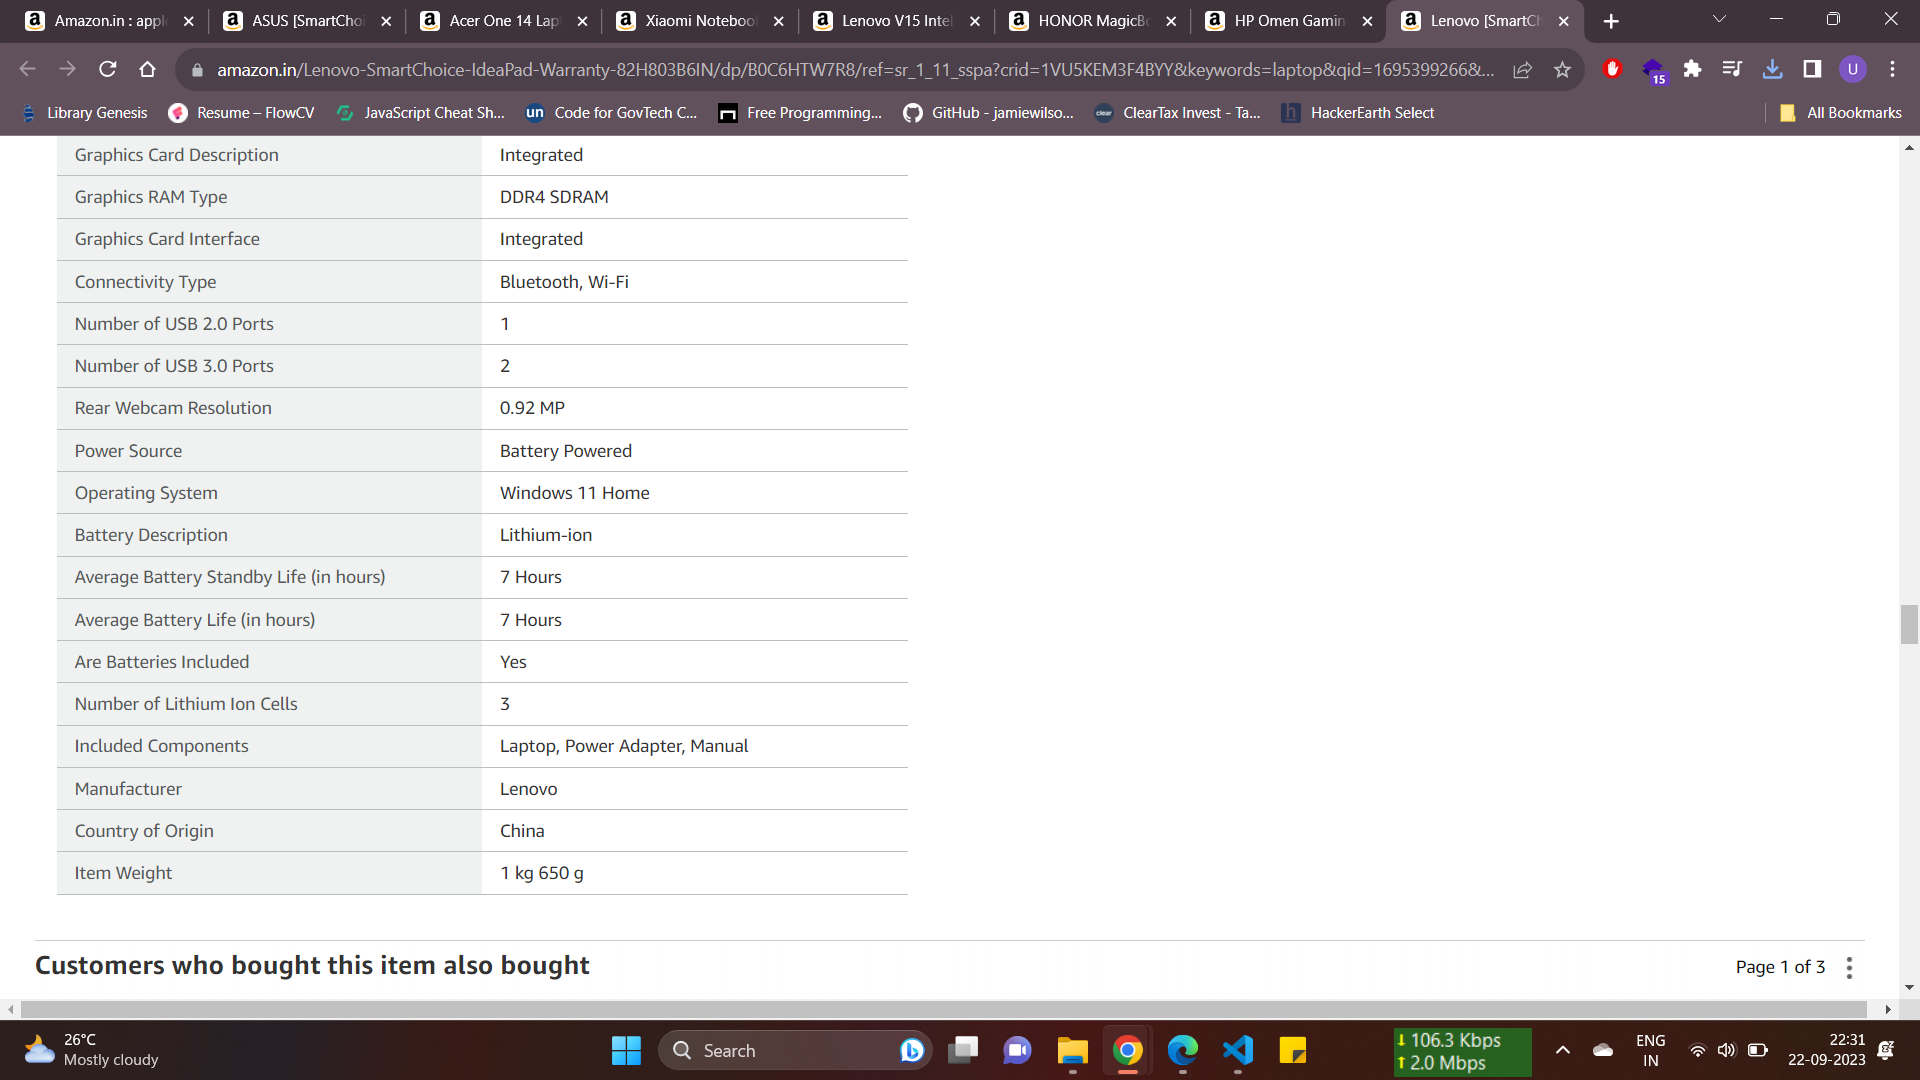 Amazon.in : appl
ASUS [SmartChoi
Acer One 14 Lap
Xiaomi Notebook
Lenovo V15 Intel
HONOR MagicBo
HP Omen Gamin
Lenovo [SmartCh
amazon.in/Lenovo-SmartChoice-IdeaPad-Warranty-82H803B6IN/dp/B0C6HTW7R8/ref=sr_1_11_sspa?crid=1VU5KEM3F4BYY&keywords=laptop&qid=1695399266&...
15
U
Library Genesis
Resume – FlowCV
JavaScript Cheat Sh...
un Code for GovTech C...
Free Programming...
GitHub - jamiewilso...
clear ClearTax Invest - Ta...
h HackerEarth Select
All Bookmarks
Graphics Card Description Integrated
Graphics RAM Type DDR4 SDRAM
Graphics Card Interface Integrated
Connectivity Type Bluetooth, Wi-Fi
Number of USB 2.0 Ports 1
Number of USB 3.0 Ports 2
Rear Webcam Resolution 0.92 MP
Power Source Battery Powered
Operating System Windows 11 Home
Battery Description Lithium-ion
Average Battery Standby Life (in hours) 7 Hours
Average Battery Life (in hours) 7 Hours
Are Batteries Included Yes
Number of Lithium Ion Cells 3
Included Components Laptop, Power Adapter, Manual
Manufacturer Lenovo
Country of Origin China
Item Weight 1 kg 650 g
Customers who bought this item also bought
Page 1 of 3
26°C
Mostly cloudy
Search
106.3 Kbps
2.0 Mbps
ENG
IN
22:31
22-09-2023